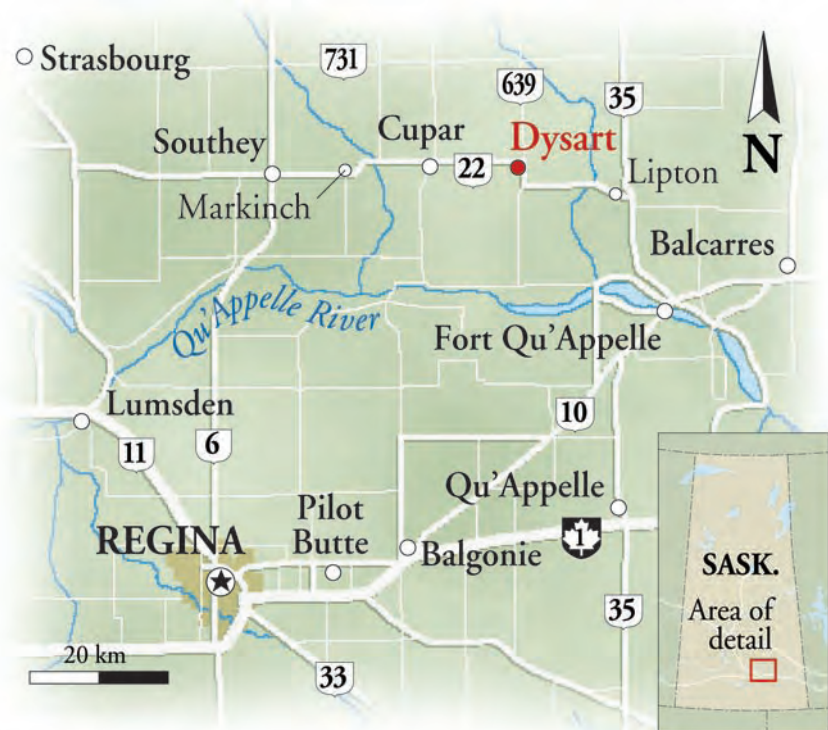 Strasbourg
731
639
35
Southey
Cupar
Dysart
N
22
Markinch
Lipton
Balcarres
Qu'Appelle River
Fort Qu'Appelle
Lumsden
10
11
6
Qu'Appelle
Pilot
Butte
REGINA
1
Balgonie
SASK.
Area of
detail
35
20 km
33